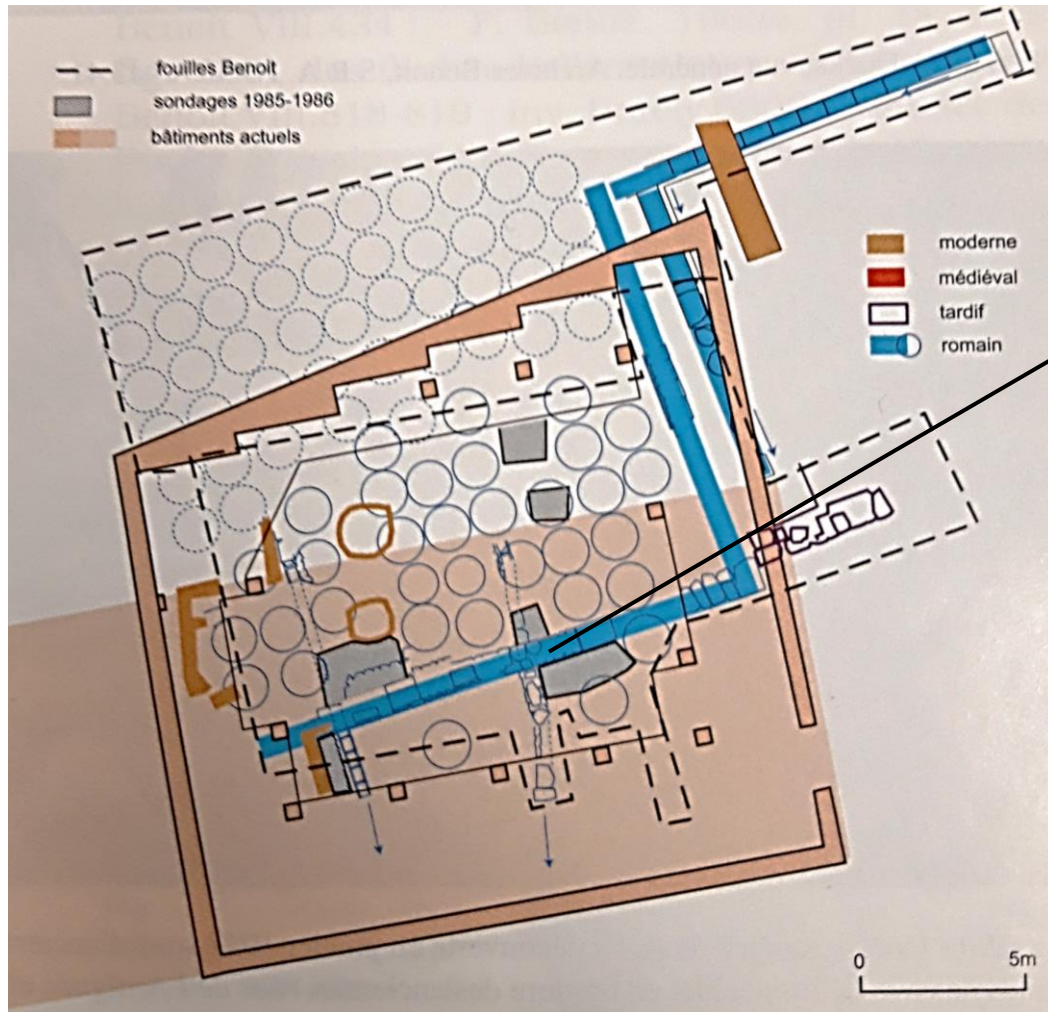 fouilles Benoit
sondages 1985-1986
bâtiments actuels
moderne
médiéval
tardif
romain
0
5m